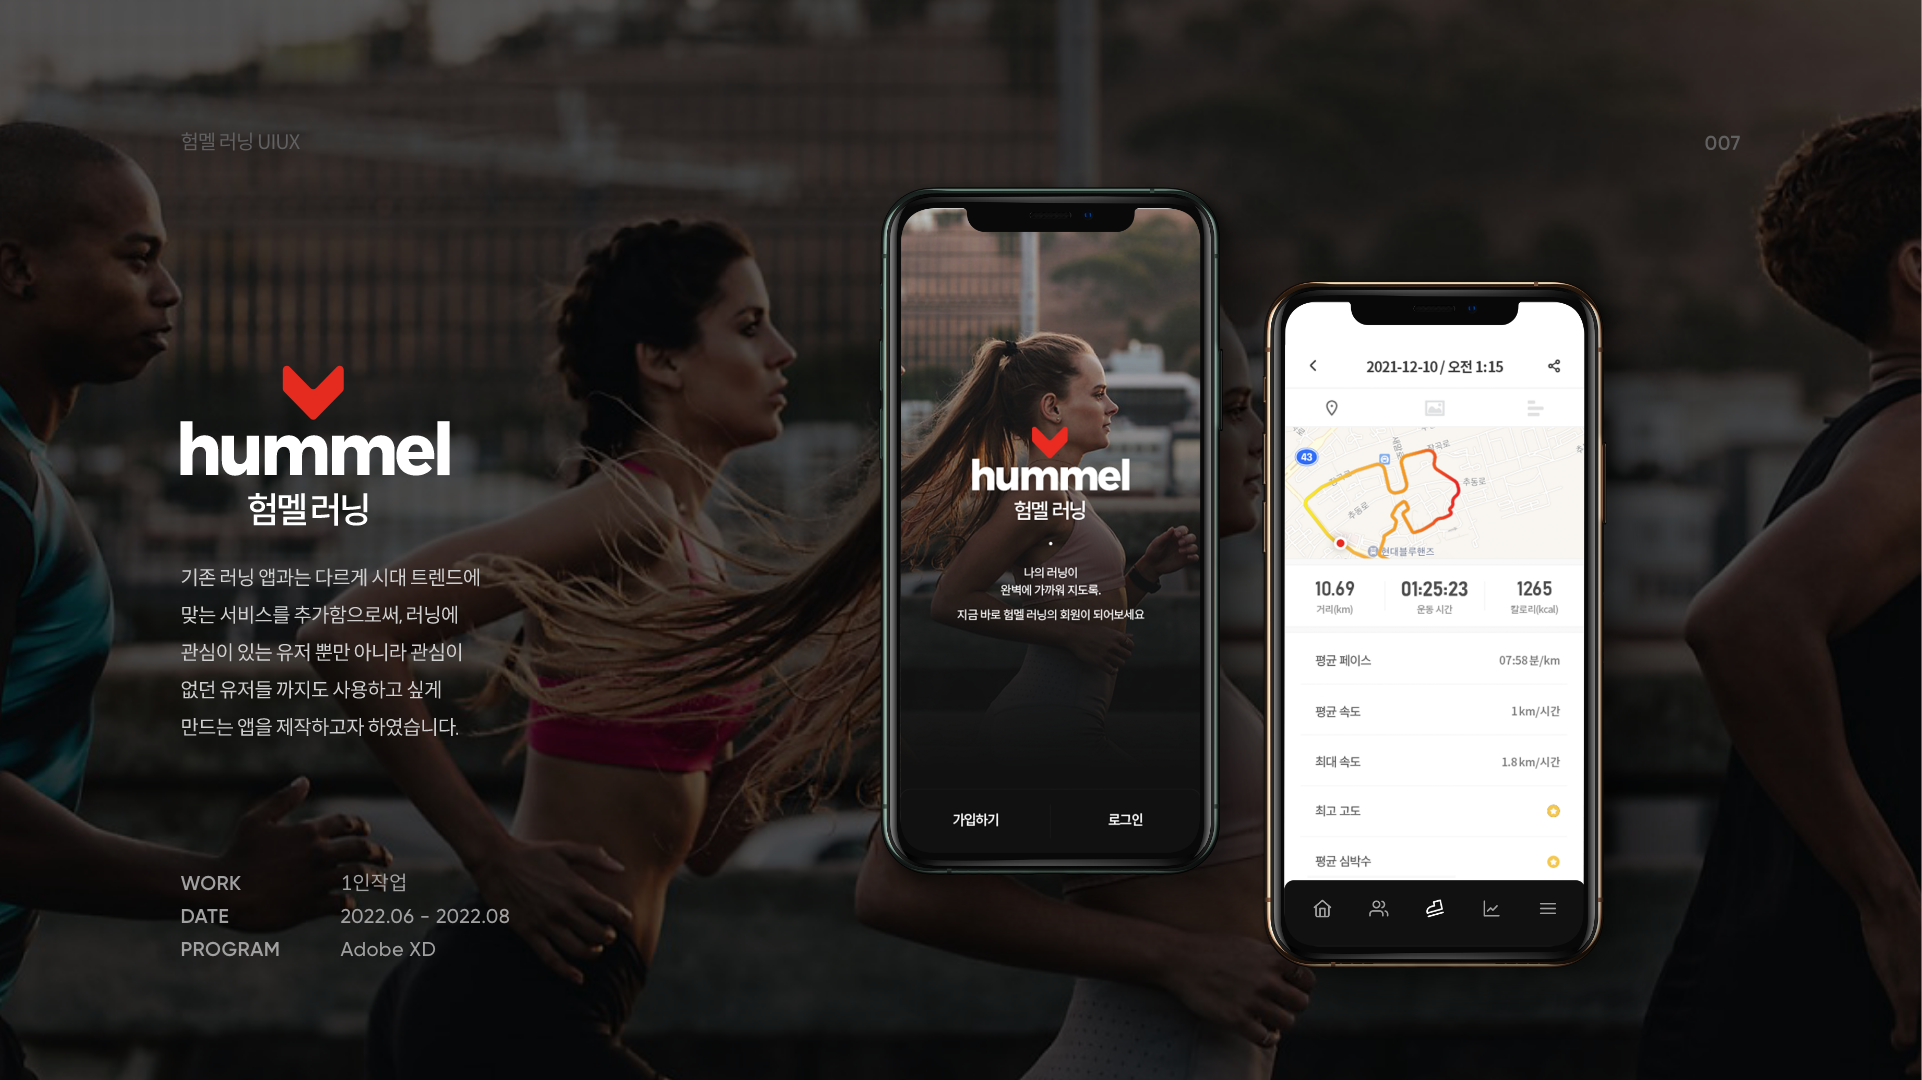 험멜 러닝 UIUX
007
hummel
험멜 러닝
기존 러닝 앱과는 다르게 시대 트렌드에
맞는 서비스를 추가함으로써, 러닝에
관심이 있는 유저 뿐만 아니라 관심이
없던 유저들 까지도 사용하고 싶게
만드는 앱을 제작하고자 하였습니다.
WORK 1인작업
DATE 2022.06 - 2022.08
PROGRAM Adobe XD
hummel
험멜 러닝
나의 러닝이
완벽에 가까워 지도록.
지금 바로 험멜 러닝의 회원이 되어보세요
가입하기 로그인
2021-12-10 / 오전 1:15
43
추동로
추동로
현대블루핸즈
10.69 01:25:23 1265
거리(km) 운동 시간 칼로리(kcal)
평균 페이스 07:58 분/km
평균 속도 1 km/시간
최대 속도 1.8 km/시간
최고 고도
평균 심박수